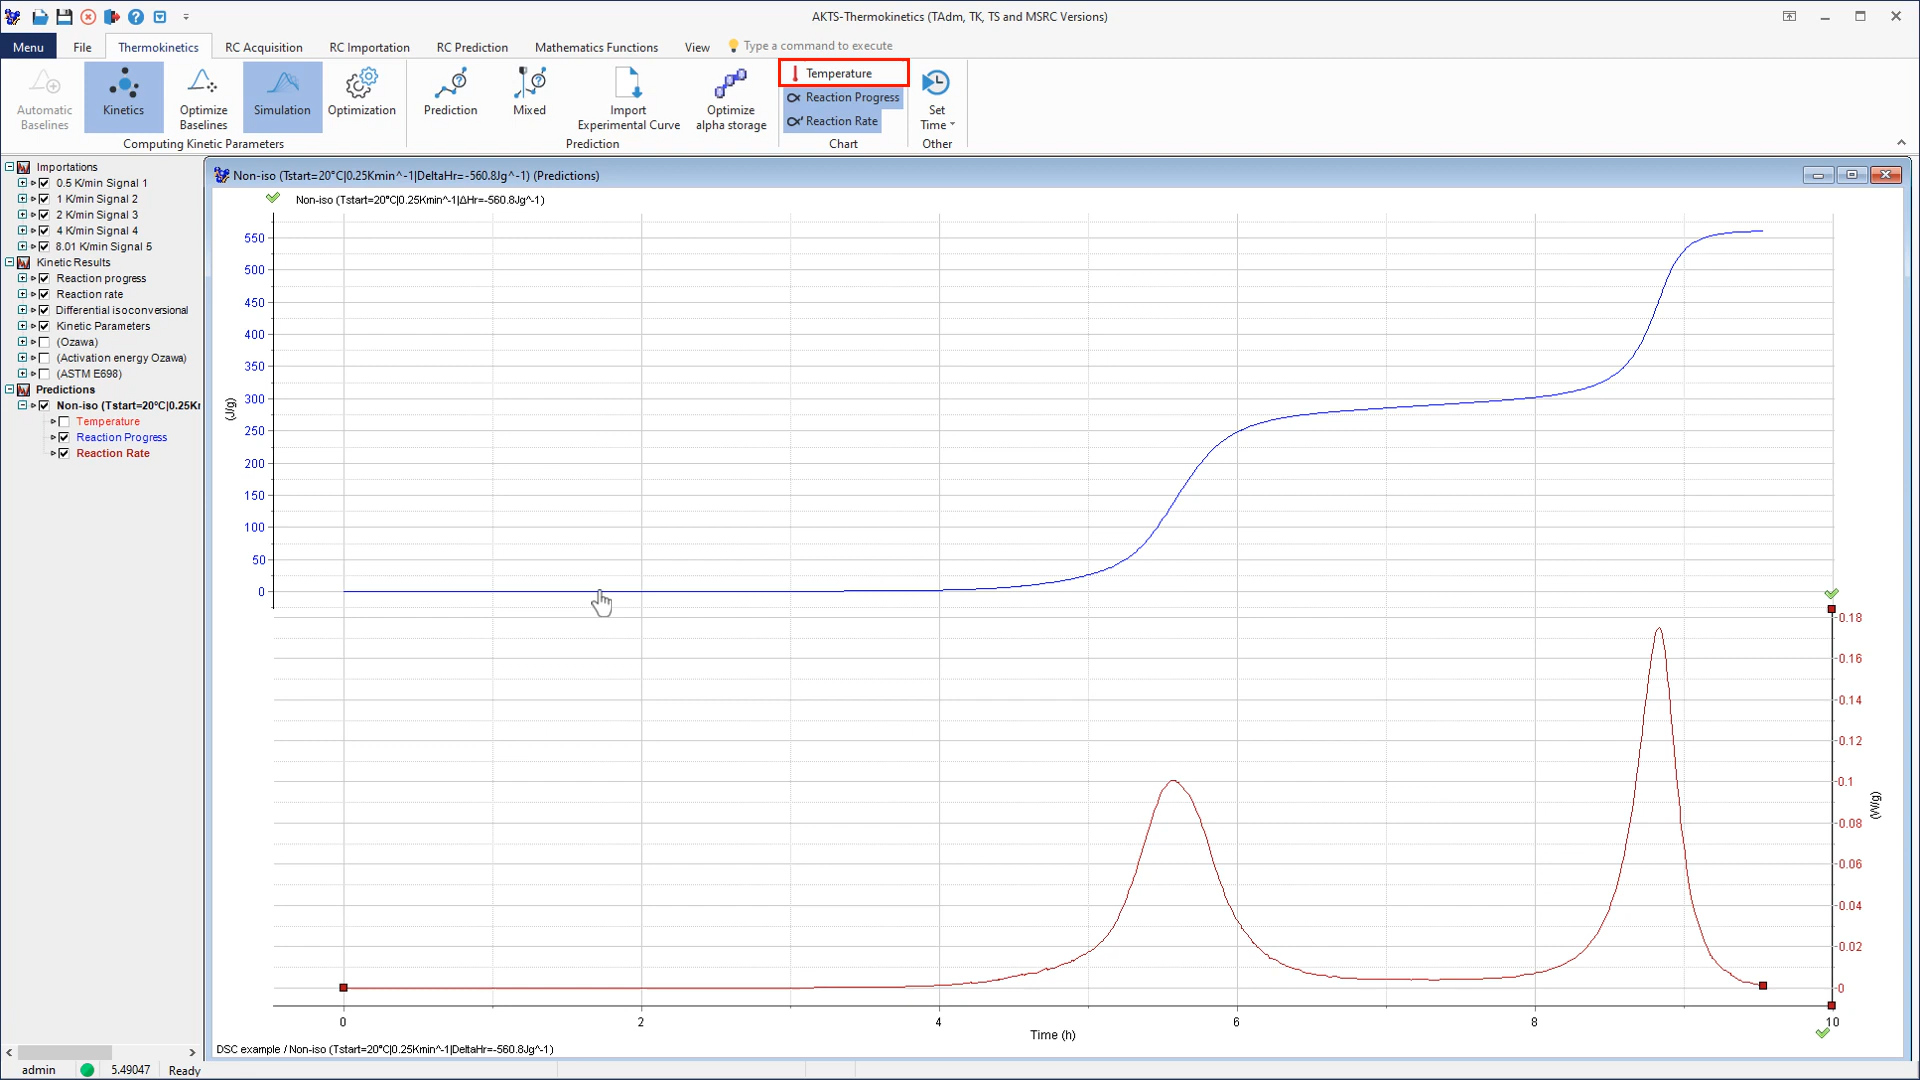 AKTS-Thermokinetics (TAdm, TK, TS and MSRC Versions)
Menu File Thermokinetics RC Acquisition RC Importation RC Prediction Mathematics Functions View Type a command to execute
Automatic Baselines
Kinetics
Optimize Baselines
Simulation
Optimization
Computing Kinetic Parameters
Prediction
Mixed
Import Experimental Curve
Optimize alpha storage
Prediction
Temperature
Reaction Progress
Reaction Rate
Chart
Set Time
Other
Importations
0.5 K/min Signal 1
1 K/min Signal 2
2 K/min Signal 3
4 K/min Signal 4
8.01 K/min Signal 5
Kinetic Results
Reaction progress
Reaction rate
Differential isoconversional
Kinetic Parameters
(Ozawa)
(Activation energy Ozawa)
(ASTM E698)
Predictions
Non-iso (Tstart=20°C|0.25Kr
Temperature
Reaction Progress
Reaction Rate
Non-iso (Tstart=20°C|0.25Kmin^-1|DeltaHr=-560.8Jg^-1) (Predictions)
Non-iso (Tstart=20°C|0.25Kmin^-1|ΔHr=-560.8Jg^-1)
550
500
450
400
350
300
250
200
150
100
50
0
(J/g)
0.18
0.16
0.14
0.12
0.1
0.08
0.06
0.04
0.02
0
(W/g)
0 2 4 6 8 10
Time (h)
DSC example / Non-iso (Tstart=20°C|0.25Kmin^-1|DeltaHr=-560.8Jg^-1)
admin 5.49047 Ready